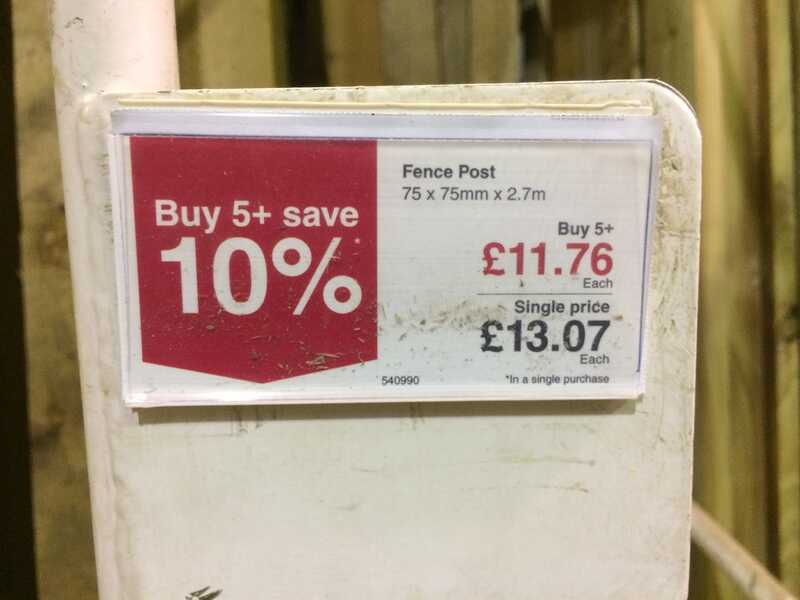 Buy 5+ save
10%*
Fence Post
75 x 75mm x 2.7m
Buy 5+
£11.76
Each
Single price
£13.07
Each
540990
*In a single purchase